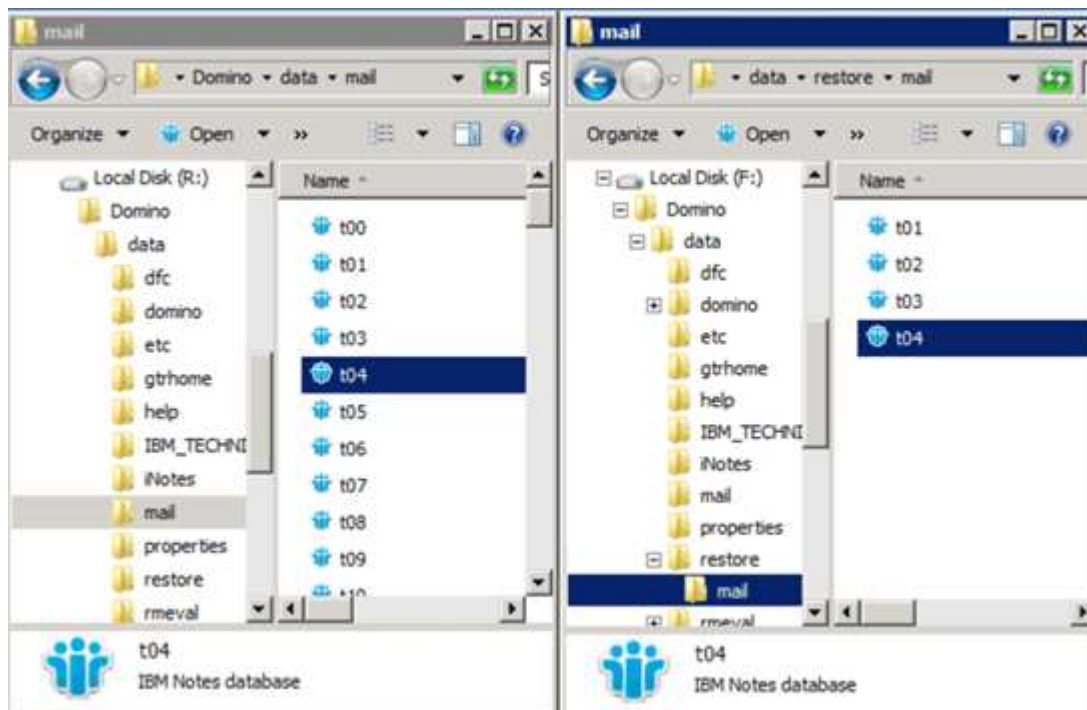 mail
Domino data mail
S
Organize Open »
Local Disk (R:)
Domino
data
dfc
domino
etc
gtrhome
help
IBM_TECHNI
iNotes
mail
properties
restore
rmeval
Name
t00
t01
t02
t03
t04
t05
t06
t07
t08
t09
t10
t04
IBM Notes database
mail
data restore mail
Organize Open »
Local Disk (F:)
Domino
data
dfc
domino
etc
gtrhome
help
IBM_TECHNI
iNotes
mail
properties
restore
mail
rmeval
Name
t01
t02
t03
t04
t04
IBM Notes database